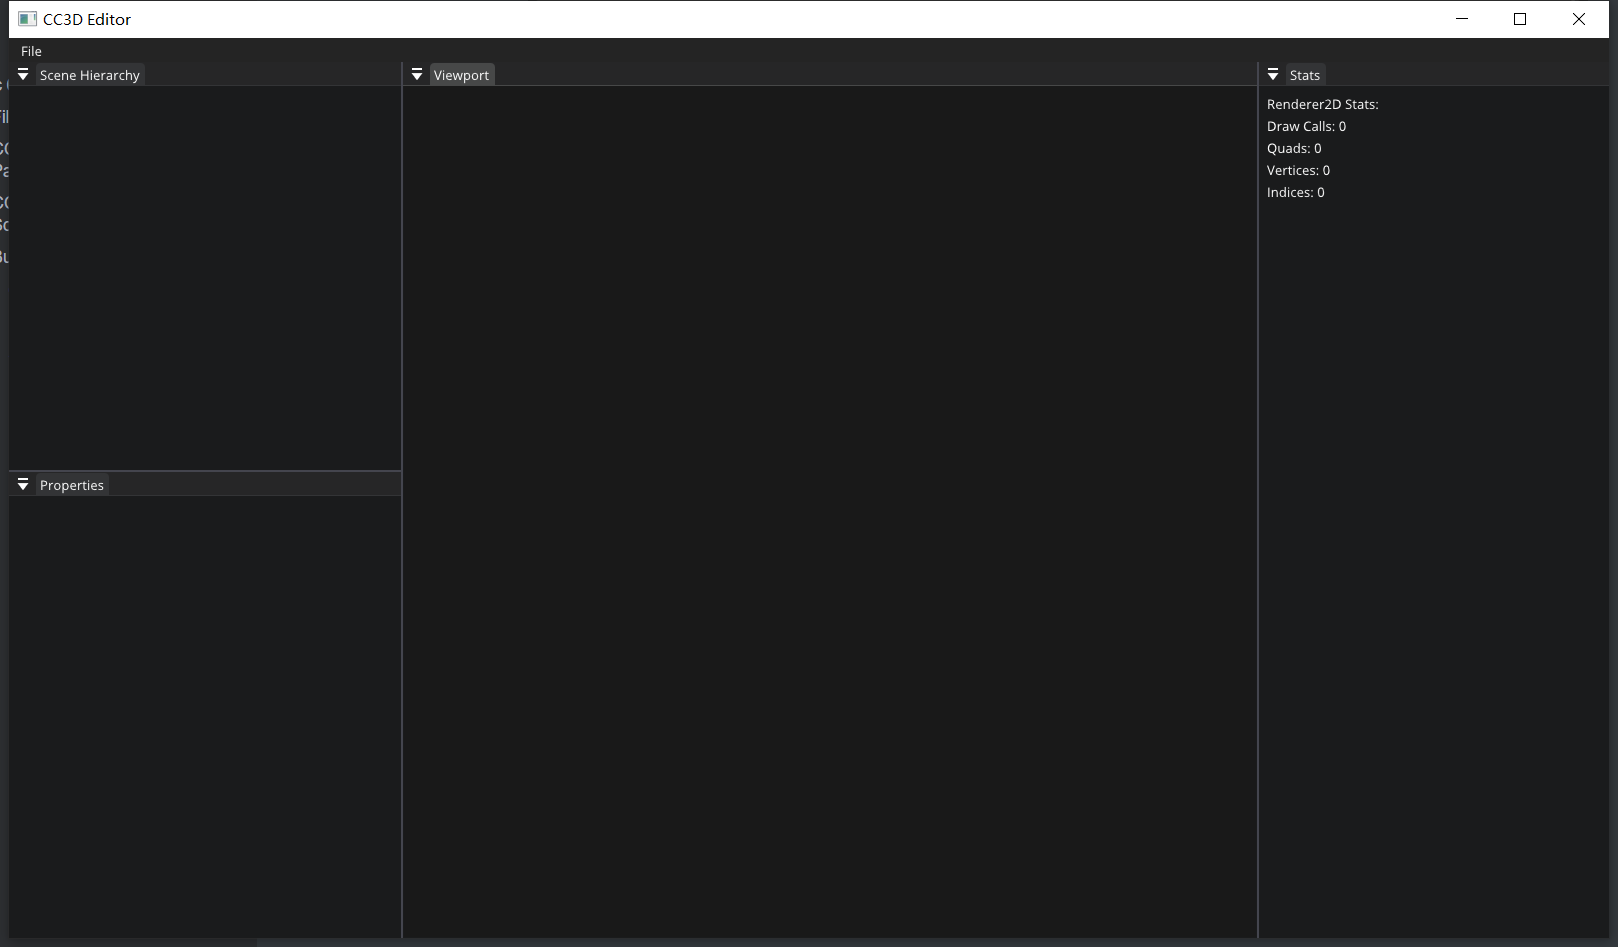 CC3D Editor
File
Scene Hierarchy
Viewport
Stats
Renderer2D Stats:
Draw Calls: 0
Quads: 0
Vertices: 0
Indices: 0
Properties